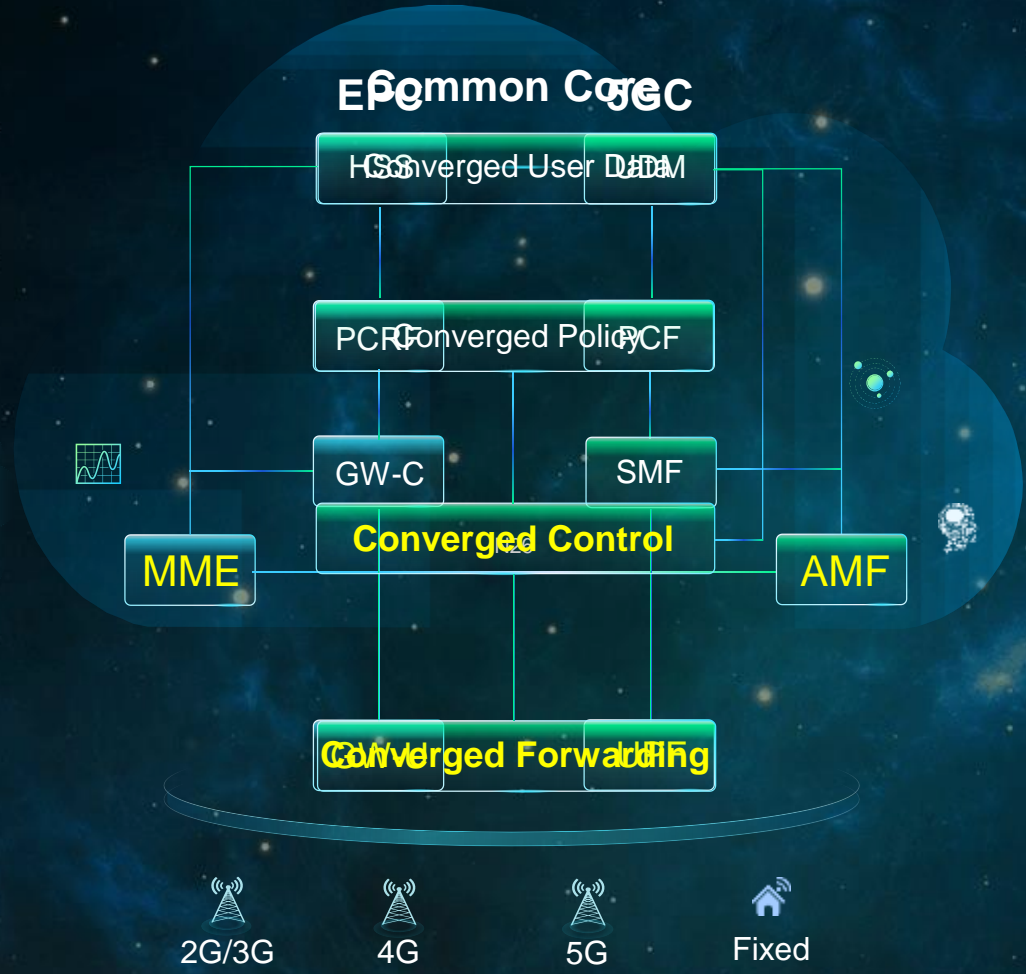 EPC
Common Core
5GC
HSS
Converged User Data
UDM
PCRF
Converged Policy
PCF
GW-C
SMF
Converged Control
N26
MME
AMF
GW-U
Converged Forwarding
UPF
2G/3G
4G
5G
Fixed